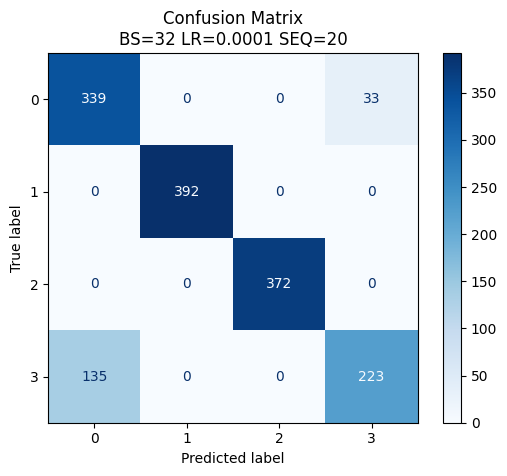 Confusion Matrix
BS=32 LR=0.0001 SEQ=20
0 339 0 0 33
1 0 392 0 0
2 0 0 372 0
3 135 0 0 223
0 1 2 3
Predicted label
True label
350
300
250
200
150
100
50
0